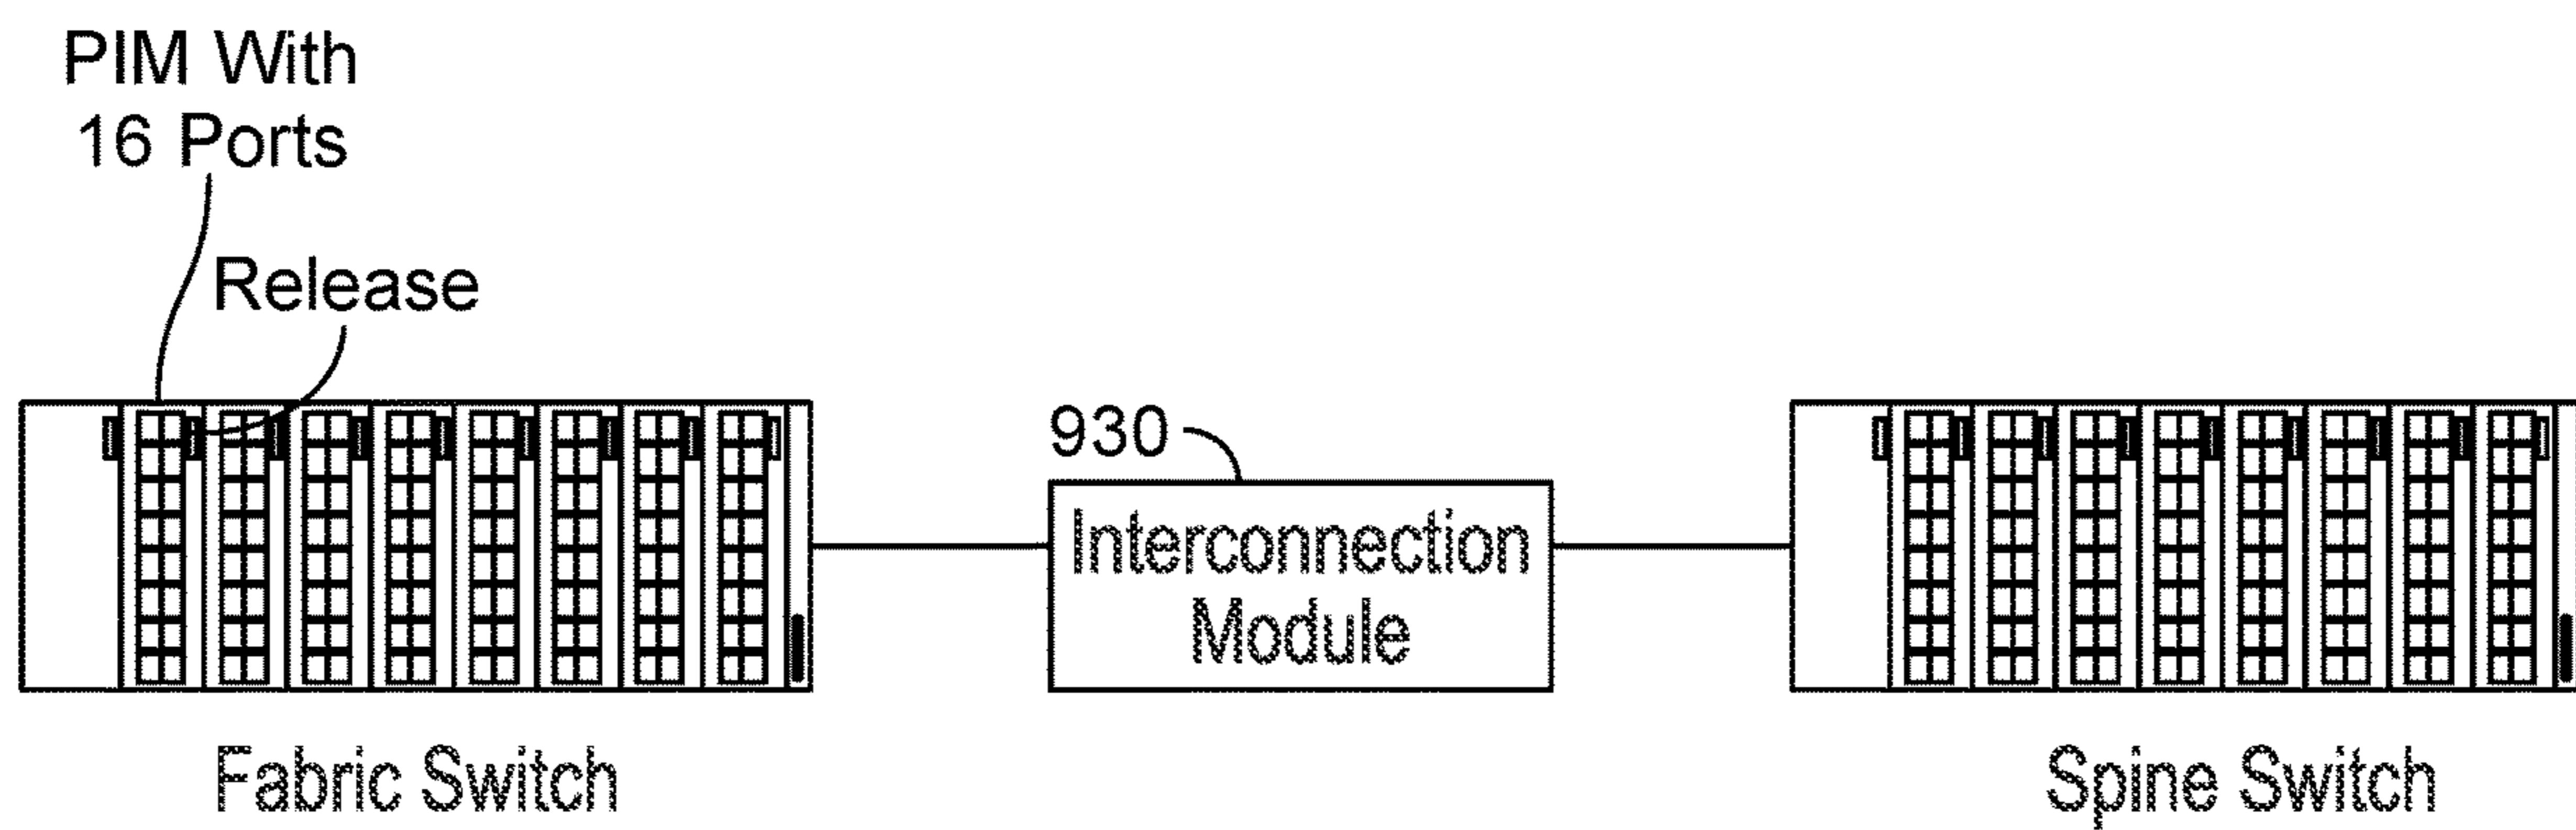 PIM With
16 Ports
Release
930
Interconnection
Module
Fabric Switch
Spine Switch